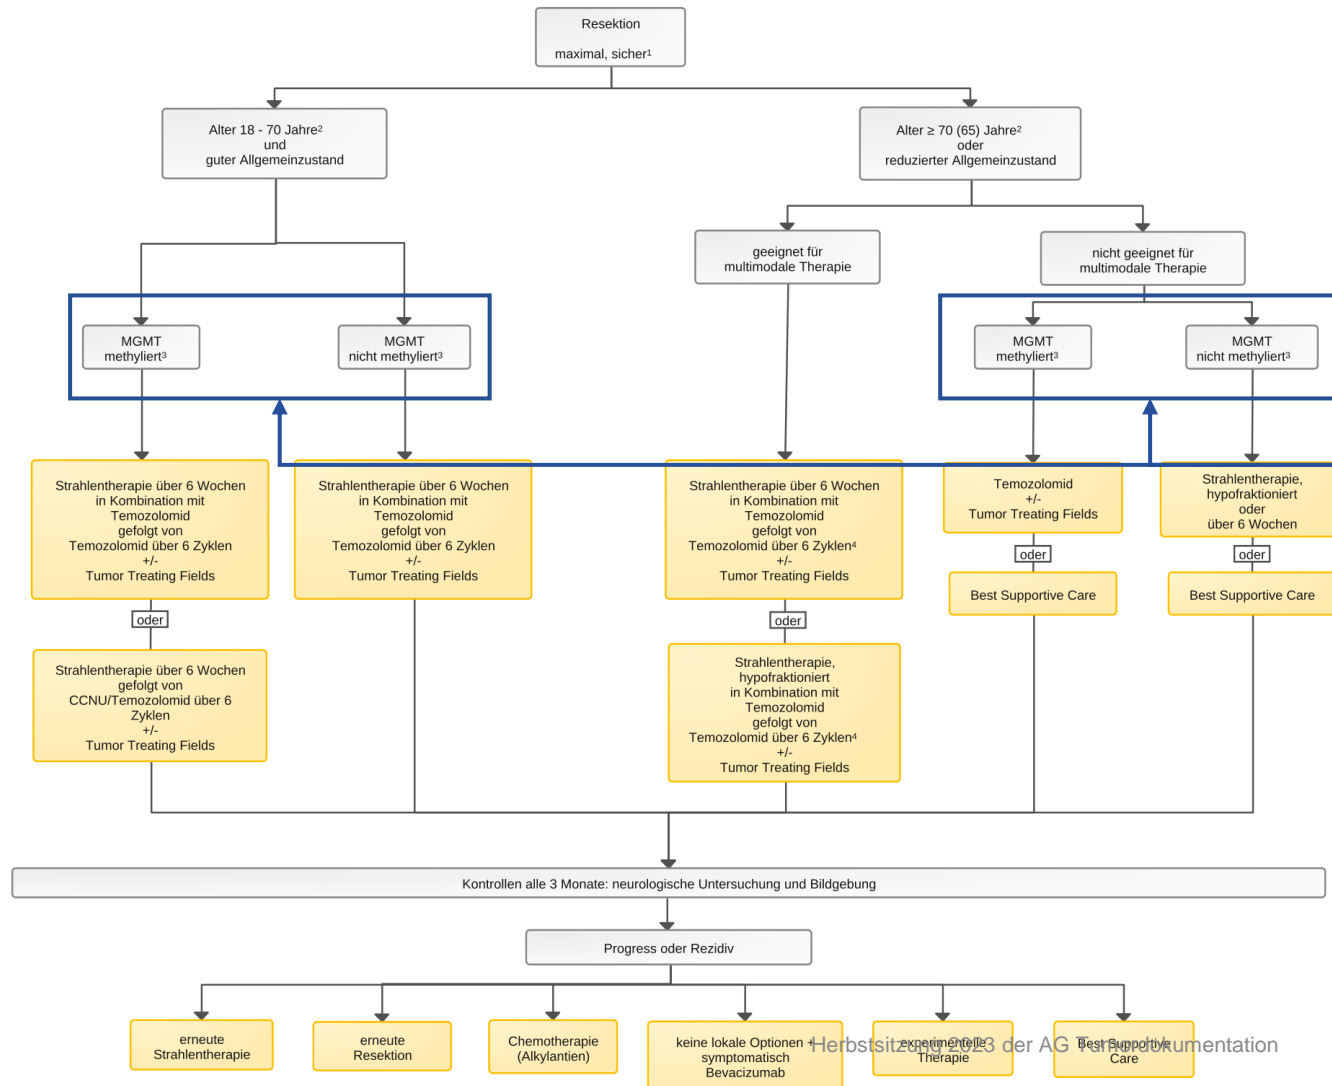 Resektion
maximal, sicher¹
Alter 18 - 70 Jahre²
und
guter Allgemeinzustand
Alter ≥ 70 (65) Jahre²
oder
reduzierter Allgemeinzustand
geeignet für
multimodale Therapie
nicht geeignet für
multimodale Therapie
MGMT
methyliert³
MGMT
nicht methyliert³
MGMT
methyliert³
MGMT
nicht methyliert³
Strahlentherapie über 6 Wochen
in Kombination mit
Temozolomid
gefolgt von
Temozolomid über 6 Zyklen
+/-
Tumor Treating Fields
oder
Strahlentherapie über 6 Wochen
gefolgt von
CCNU/Temozolomid über 6
Zyklen
+/-
Tumor Treating Fields
Strahlentherapie über 6 Wochen
in Kombination mit
Temozolomid
gefolgt von
Temozolomid über 6 Zyklen
+/-
Tumor Treating Fields
Strahlentherapie über 6 Wochen
in Kombination mit
Temozolomid
gefolgt von
Temozolomid über 6 Zyklen⁴
+/-
Tumor Treating Fields
oder
Strahlentherapie,
hypofraktioniert
in Kombination mit
Temozolomid
gefolgt von
Temozolomid über 6 Zyklen⁴
+/-
Tumor Treating Fields
Temozolomid
+/-
Tumor Treating Fields
oder
Best Supportive Care
Strahlentherapie,
hypofraktioniert
oder
über 6 Wochen
oder
Best Supportive Care
Kontrollen alle 3 Monate: neurologische Untersuchung und Bildgebung
Progress oder Rezidiv
erneute
Strahlentherapie
erneute
Resektion
Chemotherapie
(Alkylantien)
keine lokale Optionen +
symptomatisch
Bevacizumab
experimentelle
Therapie
Best Supportive
Care
Herbstsitzung 2023 der AG Tumordokumentation